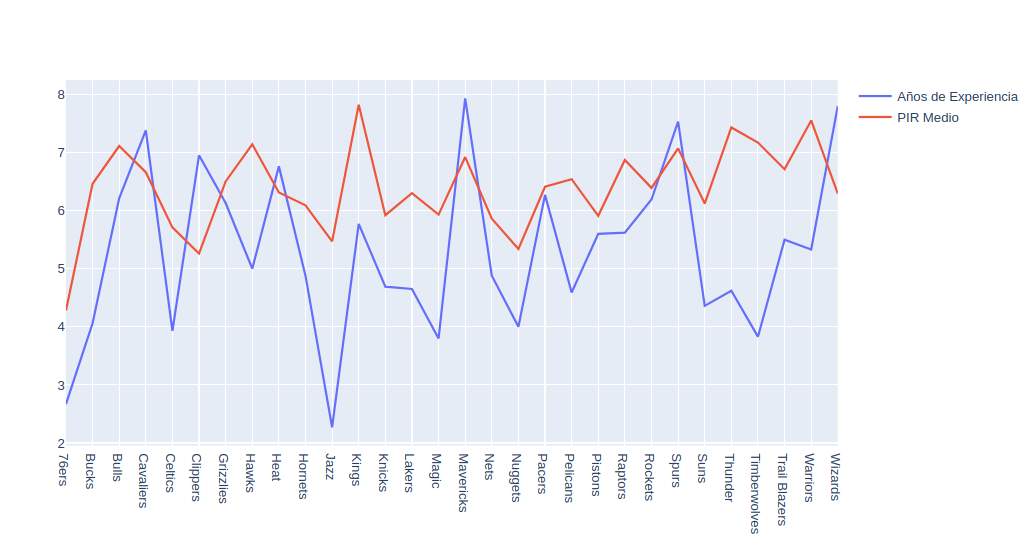 Años de Experiencia
PIR Medio
8
7
6
5
4
3
2
76ers
Bucks
Bulls
Cavaliers
Celtics
Clippers
Grizzlies
Hawks
Heat
Hornets
Jazz
Kings
Knicks
Lakers
Magic
Mavericks
Nets
Nuggets
Pacers
Pelicans
Pistons
Raptors
Rockets
Spurs
Suns
Thunder
Timberwolves
Trail Blazers
Warriors
Wizards